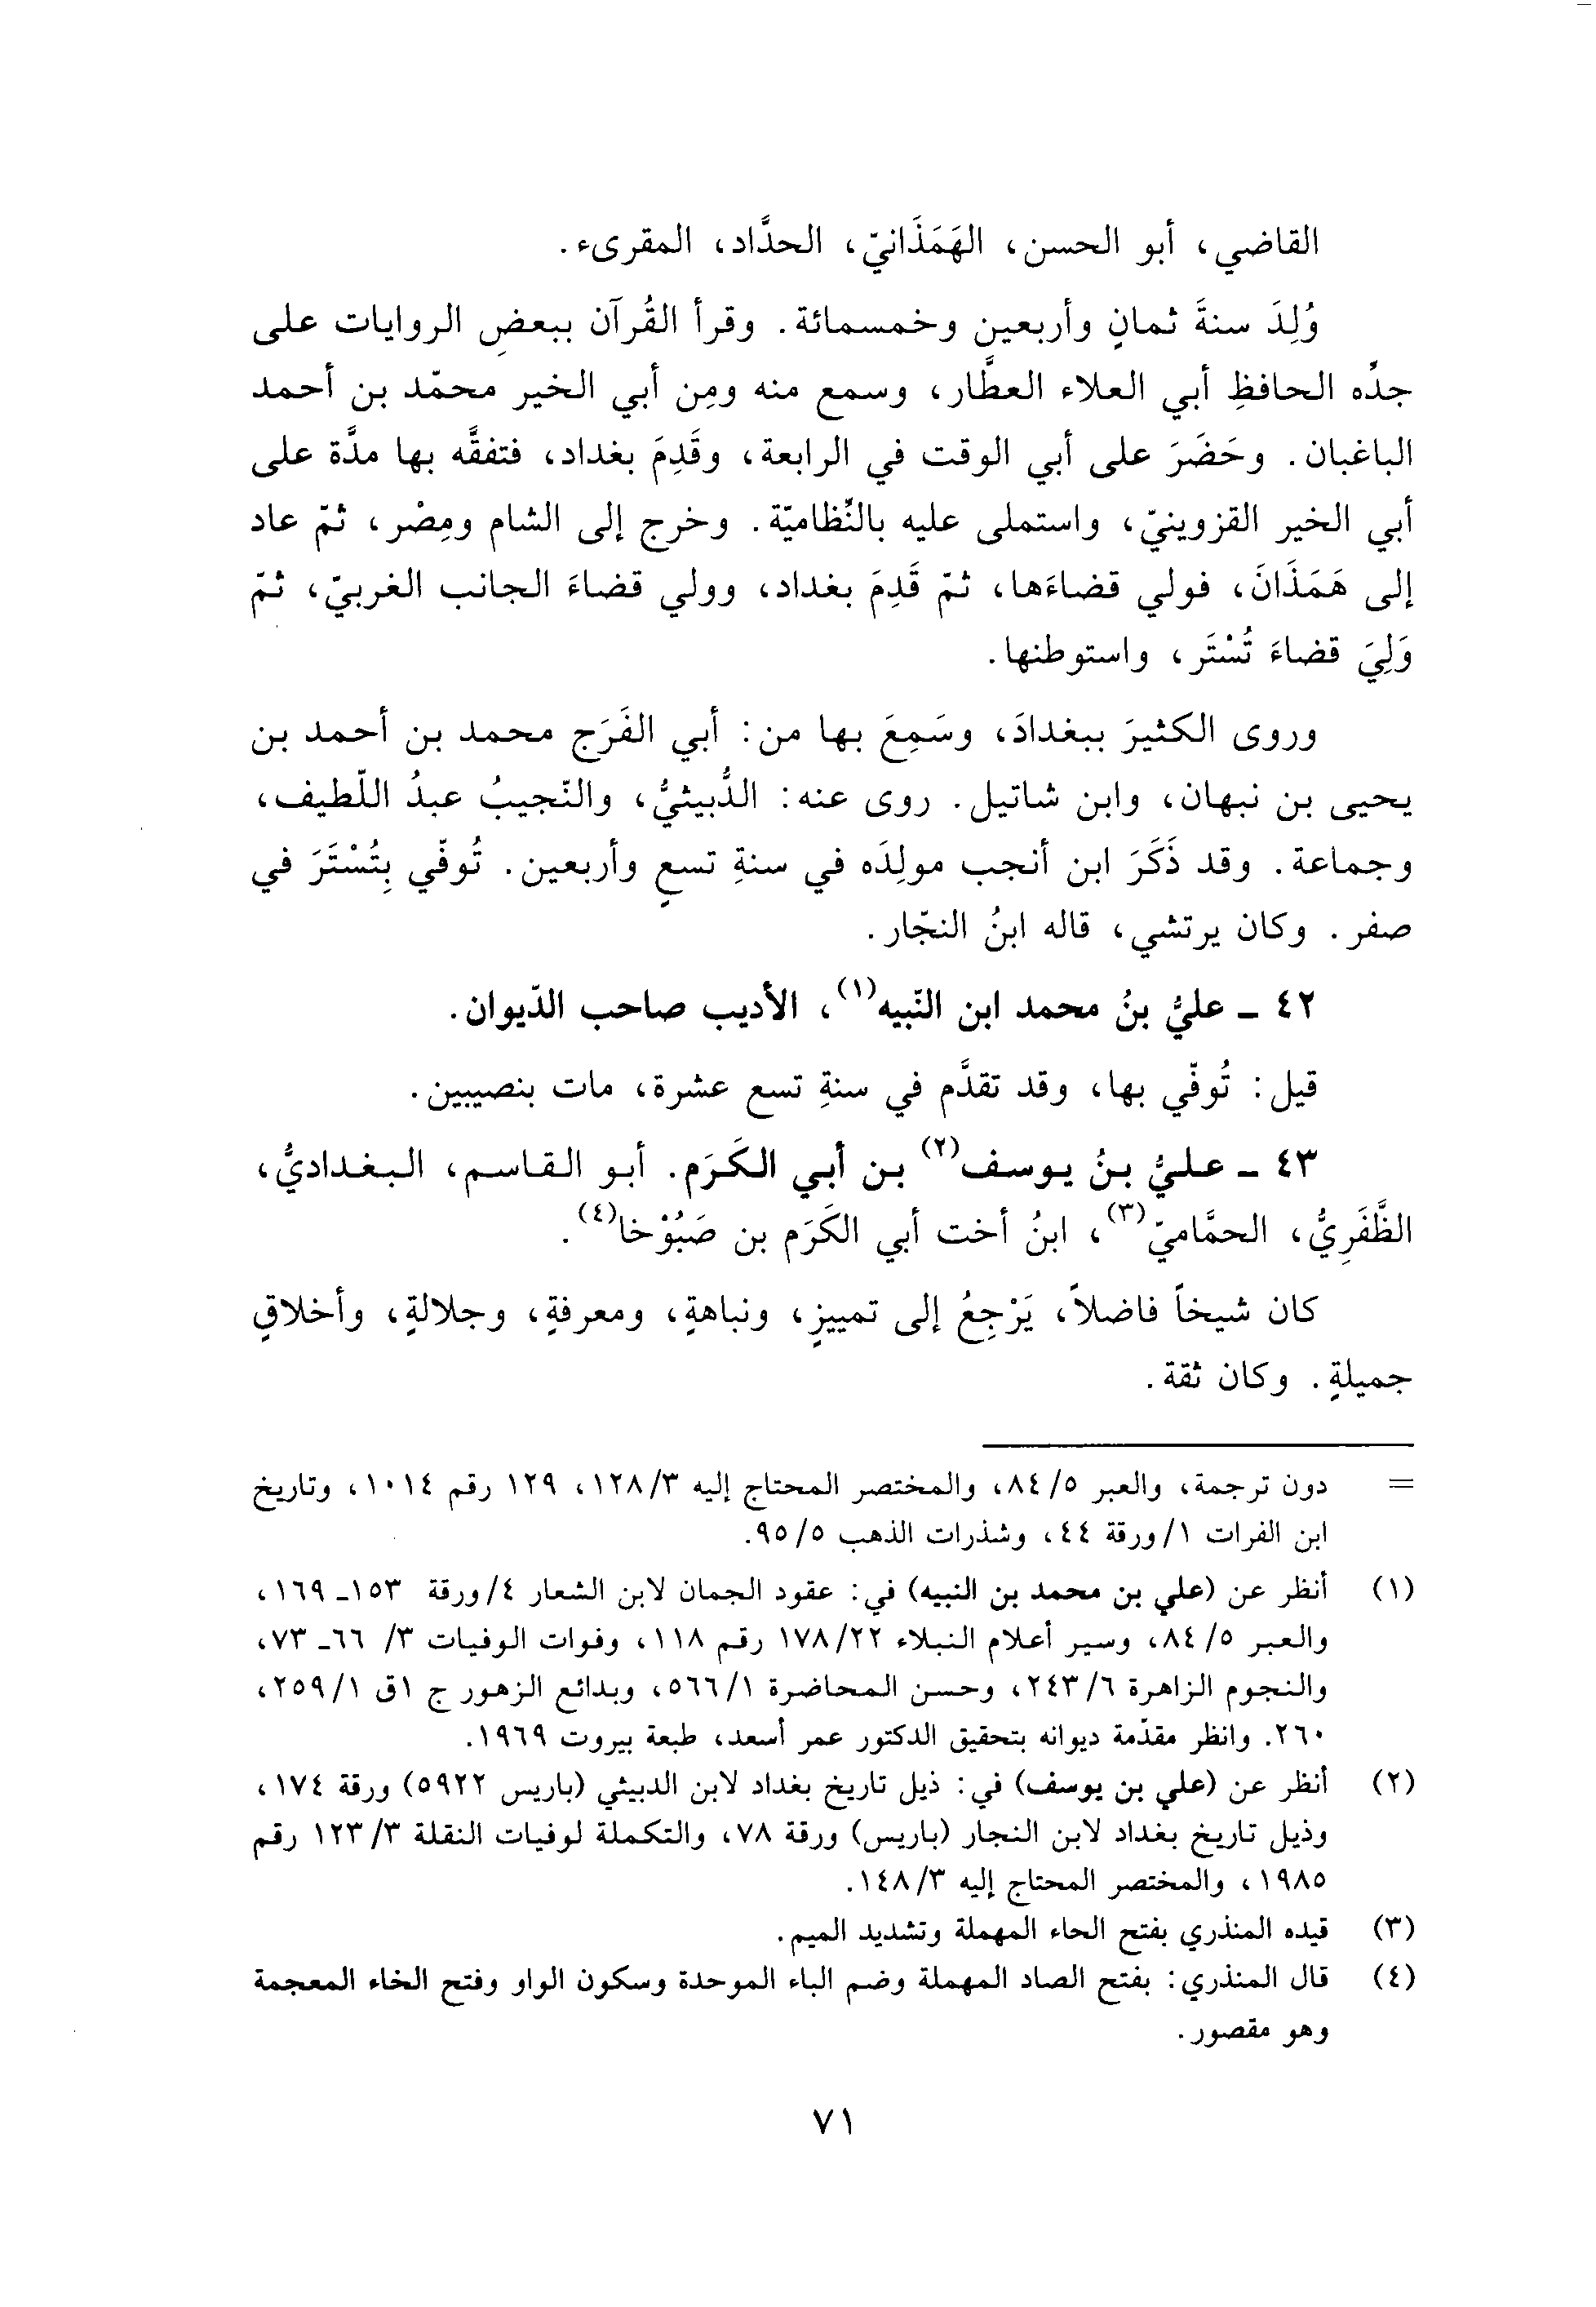 القاضي، أبو الحسن، الهَمَذَانيّ، الحدَّاد، المقرىء.
وُلِدَ سنةَ ثمانٍ وأربعين وخمسمائة. وقرأ القُرآن ببعضِ الروايات على
جدِّه الحافظِ أبي العلاء العطَّار، وسمع منه ومِن أبي الخير محمّد بن أحمد
الباغبان. وحَضَرَ على أبي الوقت في الرابعة، وقَدِمَ بغداد، فتفقَّه بها مدَّة على
أبي الخير القزوينيّ، واستملى عليه بالنِّظاميّة. وخرج إلى الشام ومِصْر، ثمّ عاد
إلى هَمَذَانَ، فولي قضاءَها، ثمّ قَدِمَ بغداد، وولي قضاءَ الجانب الغربيّ، ثمّ
وَلِيَ قضاءَ تُسْتَر، واستوطنها.
وروى الكثيرَ ببغدادَ، وسَمِعَ بها من: أبي الفَرَج محمد بن أحمد بن
يحيى بن نبهان، وابن شاتيل. روى عنه: الدُّبيثيُّ، والنّجيبُ عبدُ اللّطيف،
وجماعة. وقد ذَكَرَ ابن أنجب مولِدَه في سنةِ تسعٍ وأربعين. تُوفّي بِتُسْتَرَ في
صفر. وكان يرتشي، قاله ابنُ النجّار.
٤٢ ـ عليُّ بنُ محمد ابن النّبيه(١)، الأديب صاحب الدّيوان.
قيل: تُوفّي بها، وقد تقدَّم في سنةِ تسع عشرة، مات بنصيبين.
٤٣ ـ عليُّ بنُ يوسف(٢) بن أبي الكَرَم. أبو القاسم، البغداديُّ،
الظَّفَرِيُّ، الحمَّاميّ(٣)، ابنُ أخت أبي الكَرَم بن صَبُوْخا(٤).
كان شيخاً فاضلاً، يَرْجِعُ إلى تمييزٍ، ونباهةٍ، ومعرفةٍ، وجلالةٍ، وأخلاقٍ
جميلةٍ. وكان ثقة.
= دون ترجمة، والعبر ٥/ ٨٤، والمختصر المحتاج إليه ٣/ ١٢٨، ١٢٩ رقم ١٠١٤، وتاريخ
ابن الفرات ١/ ورقة ٤٤، وشذرات الذهب ٥/ ٩٥.
(١) أنظر عن (علي بن محمد بن النبيه) في: عقود الجمان لابن الشعار ٤/ ورقة ١٥٣ـ ١٦٩،
والعبر ٥/ ٨٤، وسير أعلام النبلاء ٢٢/ ١٧٨ رقم ١١٨، وفوات الوفيات ٣/ ٦٦ـ ٧٣،
والنجوم الزاهرة ٦/ ٢٤٣، وحسن المحاضرة ١/ ٥٦٦، وبدائع الزهور ج ١ق ١/ ٢٥٩،
٢٦٠. وانظر مقدّمة ديوانه بتحقيق الدكتور عمر أسعد، طبعة بيروت ١٩٦٩.
(٢) أنظر عن (علي بن يوسف) في: ذيل تاريخ بغداد لابن الدبيثي (باريس ٥٩٢٢) ورقة ١٧٤،
وذيل تاريخ بغداد لابن النجار (باريس) ورقة ٧٨، والتكملة لوفيات النقلة ٣/ ١٢٣ رقم
١٩٨٥، والمختصر المحتاج إليه ٣/ ١٤٨.
(٣) قيده المنذري بفتح الحاء المهملة وتشديد الميم.
(٤) قال المنذري: بفتح الصاد المهملة وضم الباء الموحدة وسكون الواو وفتح الخاء المعجمة
وهو مقصور.
٧١